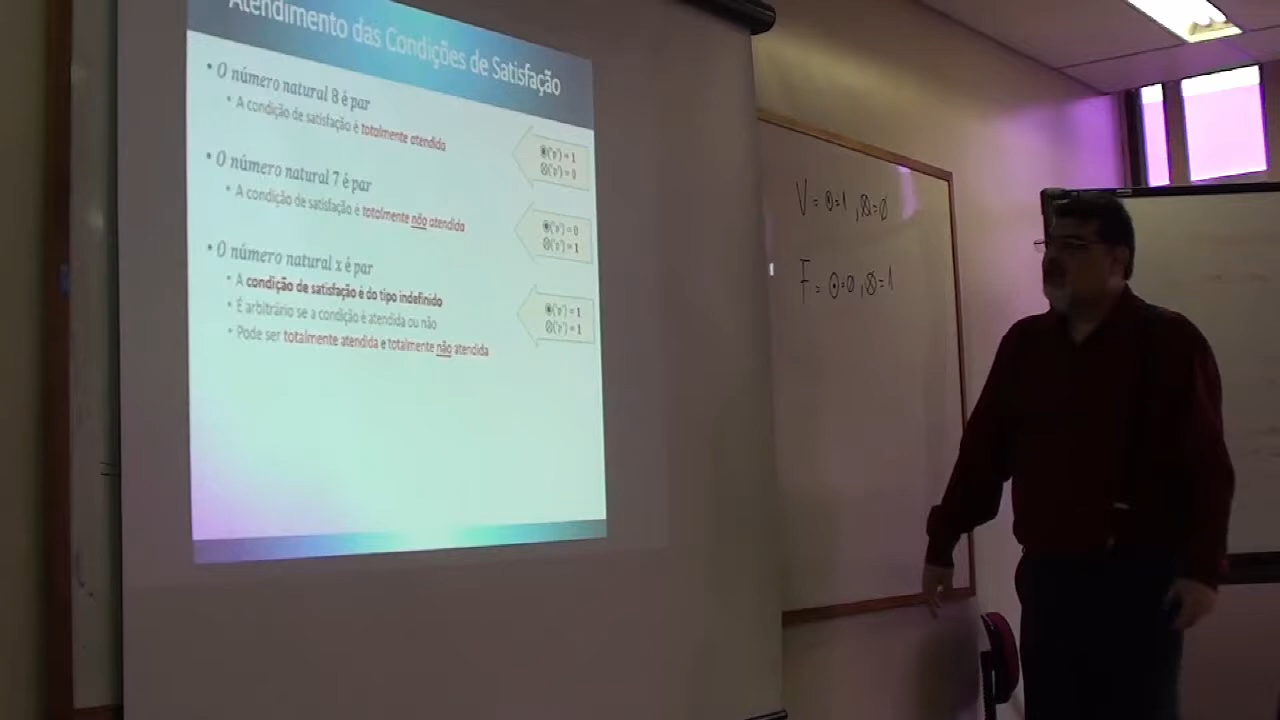 Atendimento das Condições de Satisfação
• O número natural 8 é par
• A condição de satisfação é totalmente atendida
⦿('p') = 1
⊗('p') = 0
• O número natural 7 é par
• A condição de satisfação é totalmente não atendida
⦿('p') = 0
⊗('p') = 1
• O número natural x é par
• A condição de satisfação é do tipo indefinido
• É arbitrário se a condição é atendida ou não
• Pode ser totalmente atendida e totalmente não atendida
⦿('p') = 1
⊗('p') = 1
V = ⊙=1 , ⊗=0
F = ⊙=0 , ⊗=1